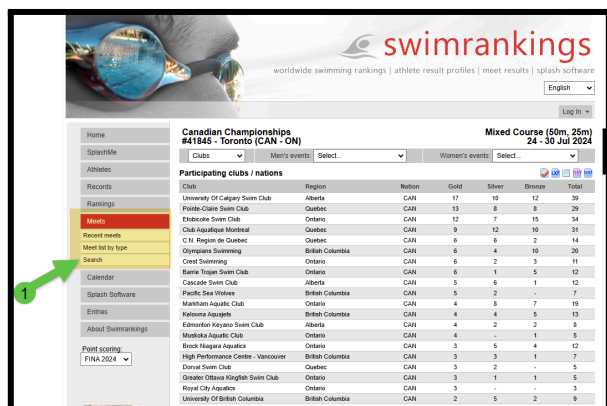 swimrankings
worldwide swimming rankings | athlete result profiles | meet results | splash software
English
Log In
Home
SplashMe
Athletes
Records
Rankings
Meets
Recent meets
Meet list by type
Search
Calendar
Splash Software
Entries
About Swimrankings
Point scoring:
FINA 2024
1
Canadian Championships Mixed Course (50m, 25m)
#41845 - Toronto (CAN - ON) 24 - 30 Jul 2024
Clubs Men's events: Select... Women's events: Select...
Participating clubs / nations
Club Region Nation Gold Silver Bronze Total
University Of Calgary Swim Club Alberta CAN 17 10 12 39
Pointe-Claire Swim Club Quebec CAN 13 8 8 29
Etobicoke Swim Club Ontario CAN 12 7 15 34
Club Aquatique Montreal Quebec CAN 9 12 10 31
C.N. Region de Quebec Quebec CAN 6 6 2 14
Olympians Swimming British Columbia CAN 6 4 10 20
Crest Swimming Ontario CAN 6 2 3 11
Barrie Trojan Swim Club Ontario CAN 6 1 5 12
Cascade Swim Club Alberta CAN 5 6 1 12
Pacific Sea Wolves British Columbia CAN 5 2 - 7
Markham Aquatic Club Ontario CAN 4 8 7 19
Kelowna Aquajets British Columbia CAN 4 4 5 13
Edmonton Keyano Swim Club Alberta CAN 4 2 2 8
Muskoka Aquatic Club Ontario CAN 4 - 1 5
Brock Niagara Aquatics Ontario CAN 3 5 4 12
High Performance Centre - Vancouver British Columbia CAN 3 3 1 7
Dorval Swim Club Quebec CAN 3 2 - 5
Greater Ottawa Kingfish Swim Club Ontario CAN 3 1 1 5
Royal City Aquatics Ontario CAN 3 - - 3
University Of British Columbia British Columbia CAN 2 5 2 9